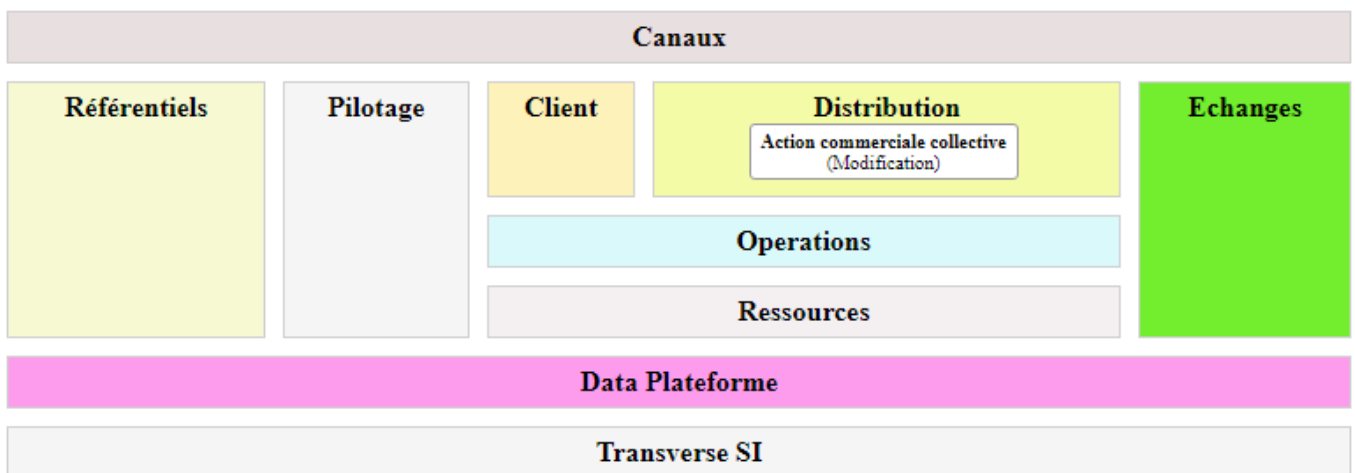 Canaux
Référentiels
Pilotage
Client
Distribution
Action commerciale collective
(Modification)
Echanges
Operations
Ressources
Data Plateforme
Transverse SI